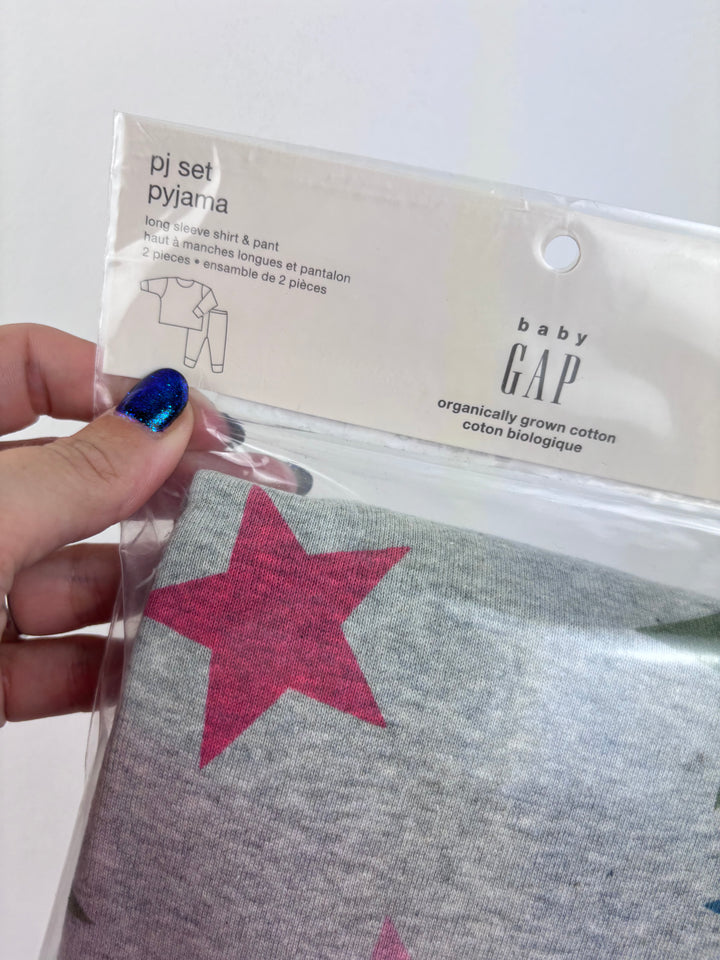 pj set
pyjama
long sleeve shirt & pant
haut à manches longues et pantalon
2 pieces • ensamble de 2 pièces
baby
GAP
organically grown cotton
coton biologique